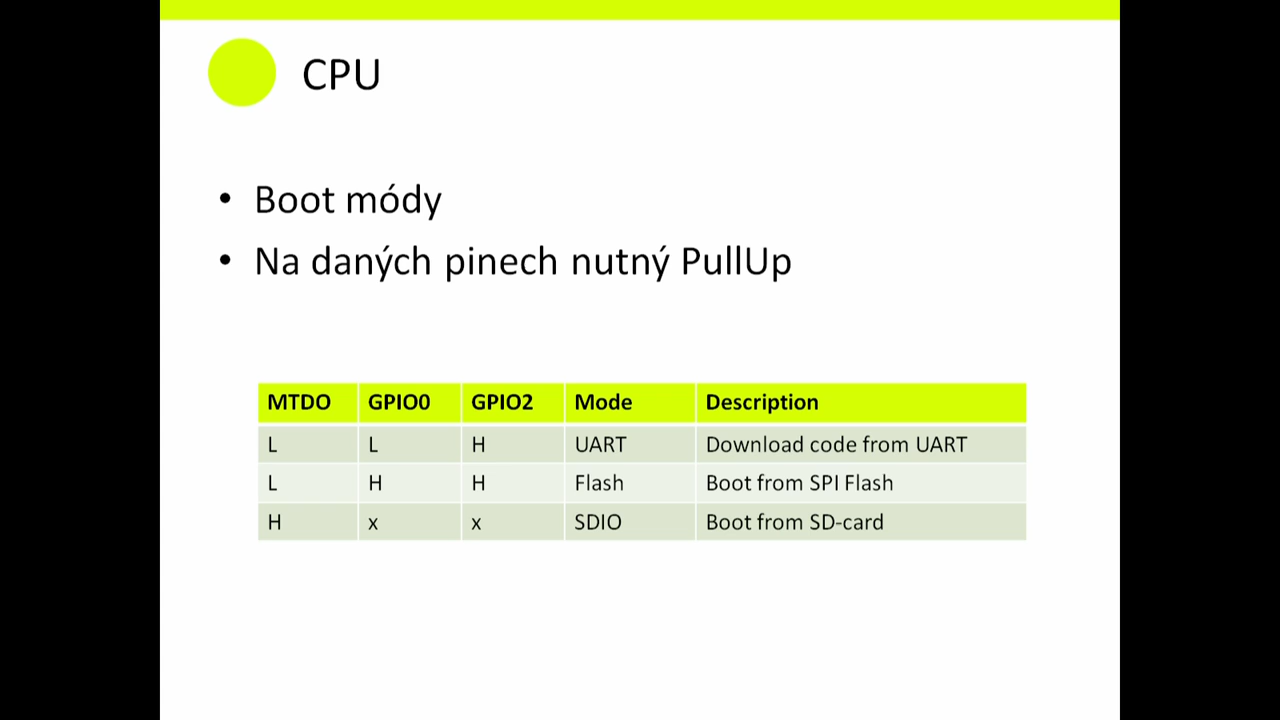 CPU
• Boot módy
• Na daných pinech nutný PullUp
MTDO GPIO0 GPIO2 Mode Description
L L H UART Download code from UART
L H H Flash Boot from SPI Flash
H x x SDIO Boot from SD-card